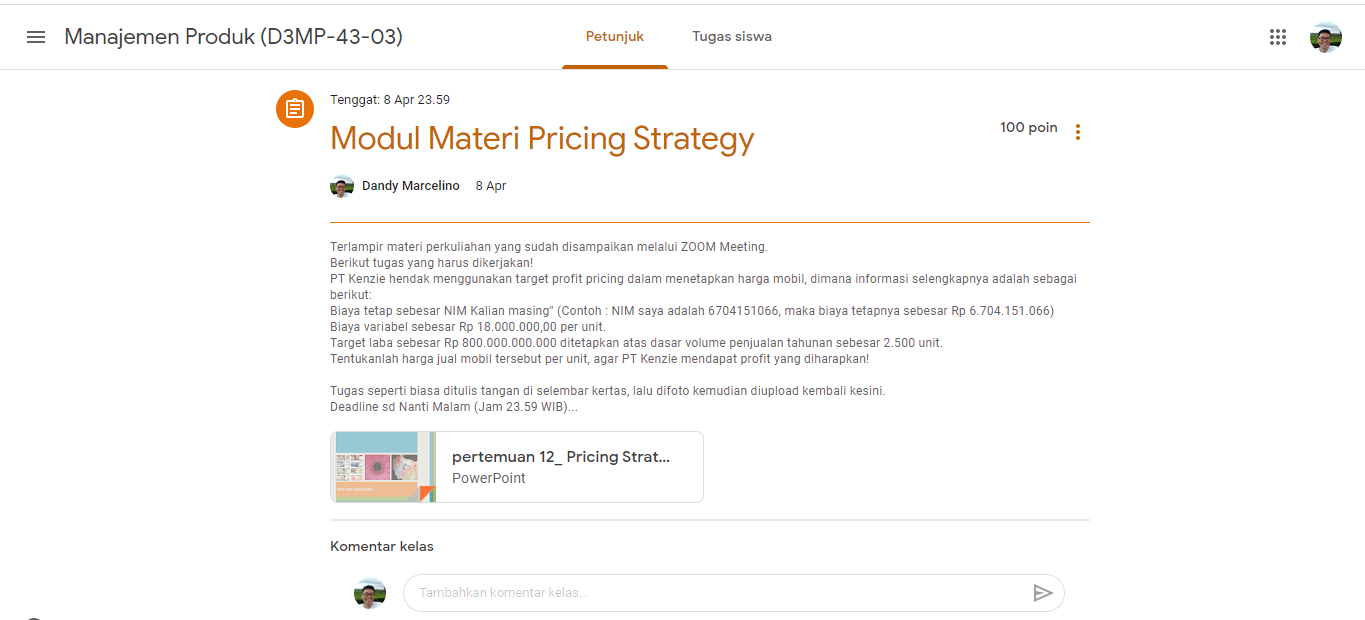 Manajemen Produk (D3MP-43-03)
Petunjuk
Tugas siswa
Tenggat: 8 Apr 23.59
Modul Materi Pricing Strategy
100 poin
Dandy Marcelino 8 Apr
Terlampir materi perkuliahan yang sudah disampaikan melalui ZOOM Meeting.
Berikut tugas yang harus dikerjakan!
PT Kenzie hendak menggunakan target profit pricing dalam menetapkan harga mobil, dimana informasi selengkapnya adalah sebagai
berikut:
Biaya tetap sebesar NIM Kalian masing" (Contoh : NIM saya adalah 6704151066, maka biaya tetapnya sebesar Rp 6.704.151.066)
Biaya variabel sebesar Rp 18.000.000,00 per unit.
Target laba sebesar Rp 800.000.000.000 ditetapkan atas dasar volume penjualan tahunan sebesar 2.500 unit.
Tentukanlah harga jual mobil tersebut per unit, agar PT Kenzie mendapat profit yang diharapkan!
Tugas seperti biasa ditulis tangan di selembar kertas, lalu difoto kemudian diupload kembali kesini.
Deadline sd Nanti Malam (Jam 23.59 WIB)...
pertemuan 12_ Pricing Strat...
PowerPoint
Komentar kelas
Tambahkan komentar kelas...